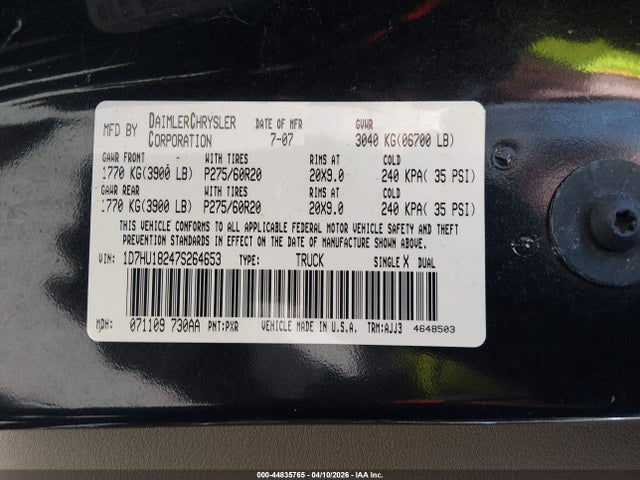 MFD BY DAIMLERCHRYSLER CORPORATION DATE OF MFR 7-07 GVWR 3040 KG(06700 LB)
GAWR FRONT WITH TIRES RIMS AT COLD
1770 KG(3900 LB) P275/60R20 20X9.0 240 KPA( 35 PSI)
GAWR REAR WITH TIRES RIMS AT COLD
1770 KG(3900 LB) P275/60R20 20X9.0 240 KPA( 35 PSI)
THIS VEHICLE CONFORMS TO ALL APPLICABLE FEDERAL MOTOR VEHICLE SAFETY AND THEFT
PREVENTION STANDARDS IN EFFECT ON THE DATE OF MANUFACTURE SHOWN ABOVE.
VIN: 1D7HU18247S264653 TYPE: TRUCK SINGLE X DUAL
MDH: 071109 730AA PNT:PXR VEHICLE MADE IN U.S.A. TRM:AJJ3 4648503
000-44835765 - 04/10/2026 - IAA Inc.